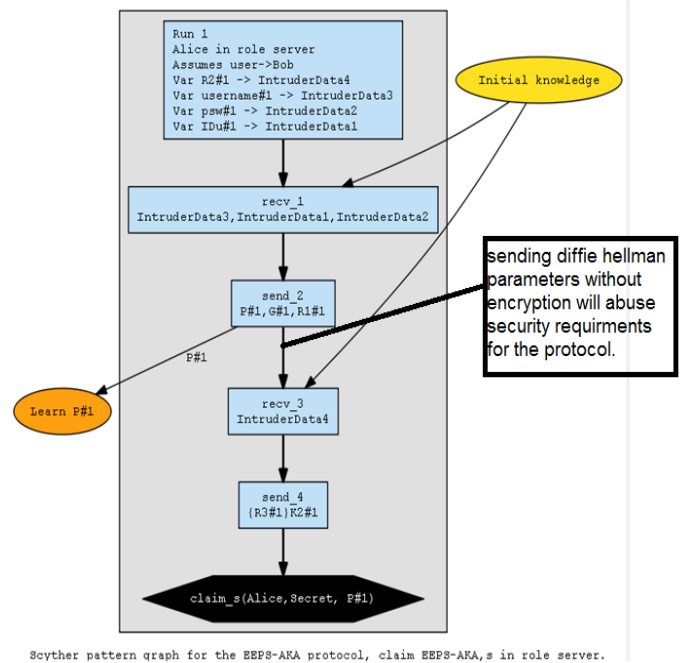 Run 1
Alice in role server
Assumes user->Bob
Var R2#1 -> IntruderData4
Var username#1 -> IntruderData3
Var psw#1 -> IntruderData2
Var IDu#1 -> IntruderData1
Initial knowledge
recv_1
IntruderData3,IntruderData1,IntruderData2
sending diffie hellman
parameters without
encryption will abuse
security requirments
for the protocol.
send_2
P#1,G#1,R1#1
P#1
Learn P#1
recv_3
IntruderData4
send_4
{R3#1}K2#1
claim_s(Alice,Secret, P#1)
Scyther pattern graph for the EEPS-AKA protocol, claim EEPS-AKA,s in role server.